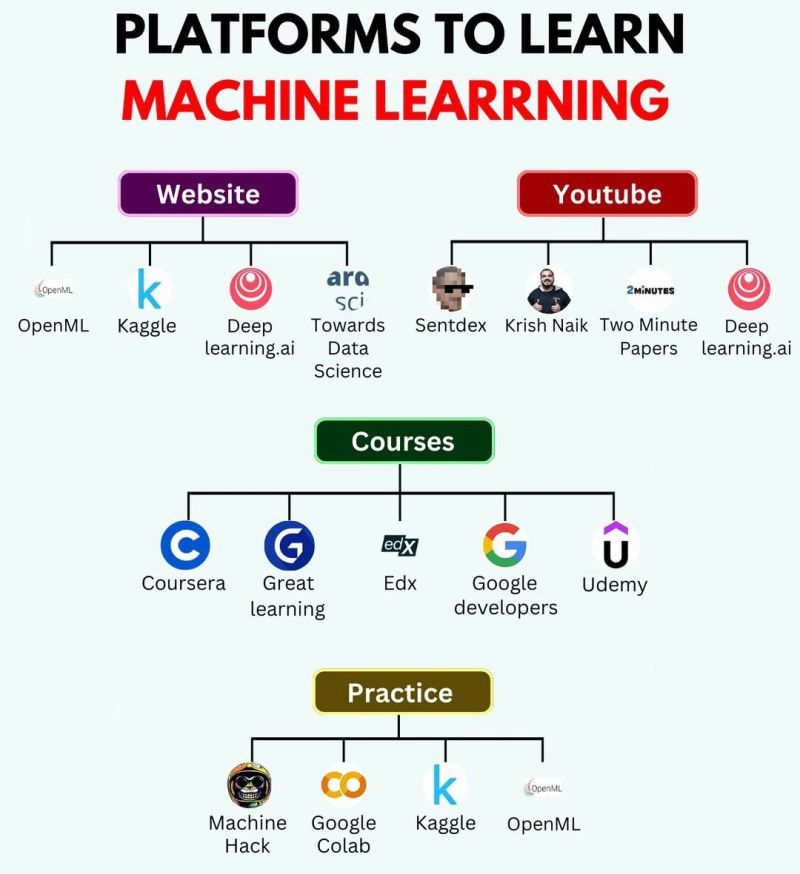 PLATFORMS TO LEARN
MACHINE LEARRNING
Website
Youtube
OpenML
OpenML
k
Kaggle
Deep
learning.ai
ard
sci
Towards
Data
Science
Sentdex
Krish Naik
2MiNUTES
Two Minute
Papers
Deep
learning.ai
Courses
C
Coursera
G
Great
learning
edX
Edx
G
Google
developers
û
Udemy
Practice
Machine
Hack
CO
Google
Colab
k
Kaggle
OpenML
OpenML